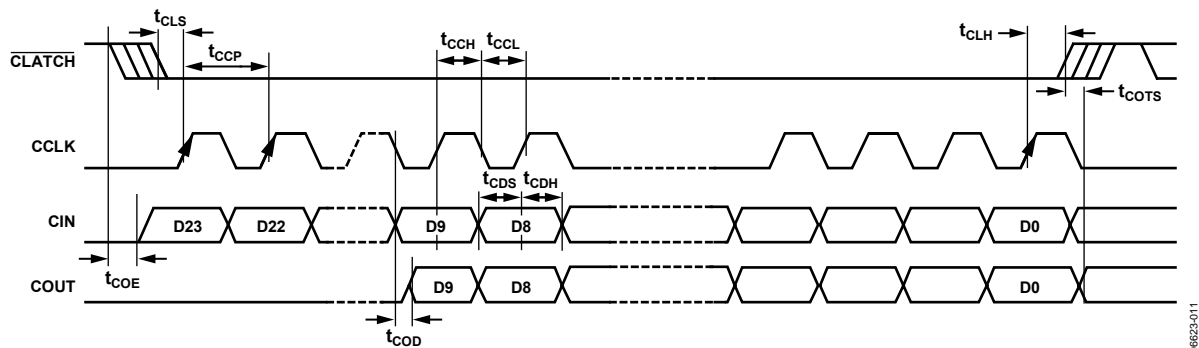 tCLS
tCCP
tCCH
tCCL
tCLH
CLATCH
tCOTS
CCLK
tCDS
tCDH
CIN
D23
D22
D9
D8
D0
tCOE
COUT
D9
D8
D0
tCOD
06623-011